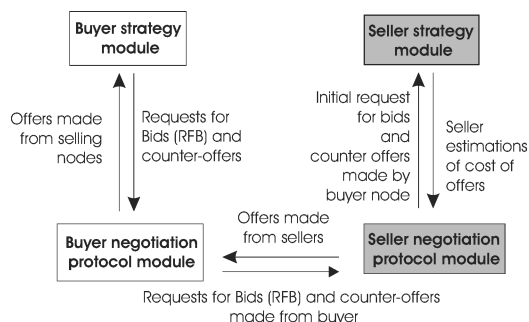 Buyer strategy
module
Seller strategy
module
Offers made
from selling
nodes
Requests for
Bids (RFB) and
counter-offers
Initial request
for bids
and
counter offers
made by
buyer node
Seller
estimations
of cost of
offers
Buyer negotiation
protocol module
Offers made
from sellers
Seller negotiation
protocol module
Requests for Bids (RFB) and counter-offers
made from buyer